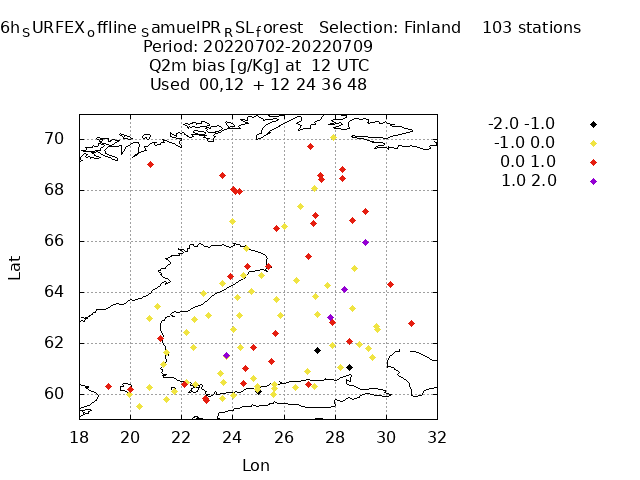 6h_SURFEX_offline_SamuelPR_RSL_forest Selection: Finland 103 stations
Period: 20220702-20220709
Q2m bias [g/Kg] at 12 UTC
Used 00,12 + 12 24 36 48
-2.0 -1.0
-1.0 0.0
0.0 1.0
1.0 2.0
Lat
70
68
66
64
62
60
18 20 22 24 26 28 30 32
Lon